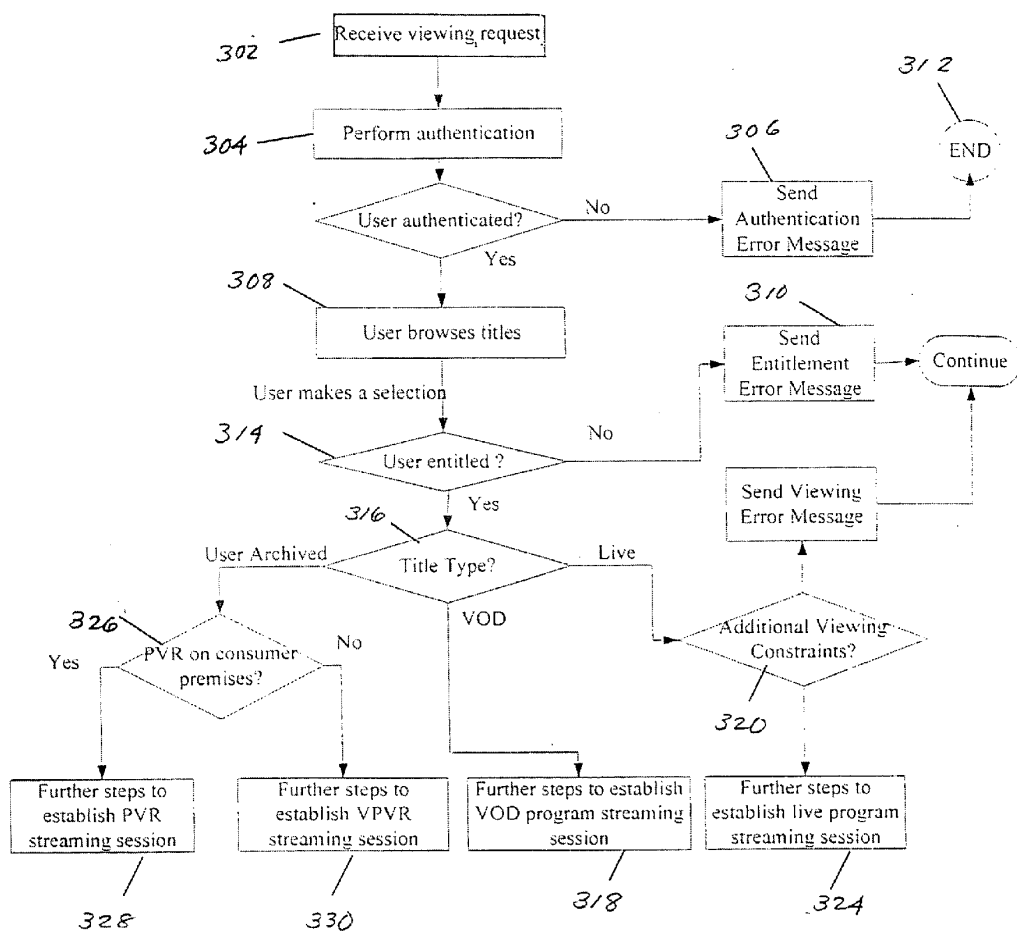 302
Receive viewing request
312
304
Perform authentication
306
END
Send
Authentication
Error Message
User authenticated?
No
Yes
308
310
User browses titles
Send
Entitlement
Error Message
Continue
User makes a selection
314
No
User entitled ?
Yes
Send Viewing
Error Message
316
User Archived
Title Type?
Live
VOD
326
Additional Viewing
Constraints?
Yes
PVR on consumer
premises?
No
320
Further steps to
establish PVR
streaming session
Further steps to
establish VPVR
streaming session
Further steps to establish
VOD program streaming
session
Further steps to
establish live program
streaming session
328
330
318
324